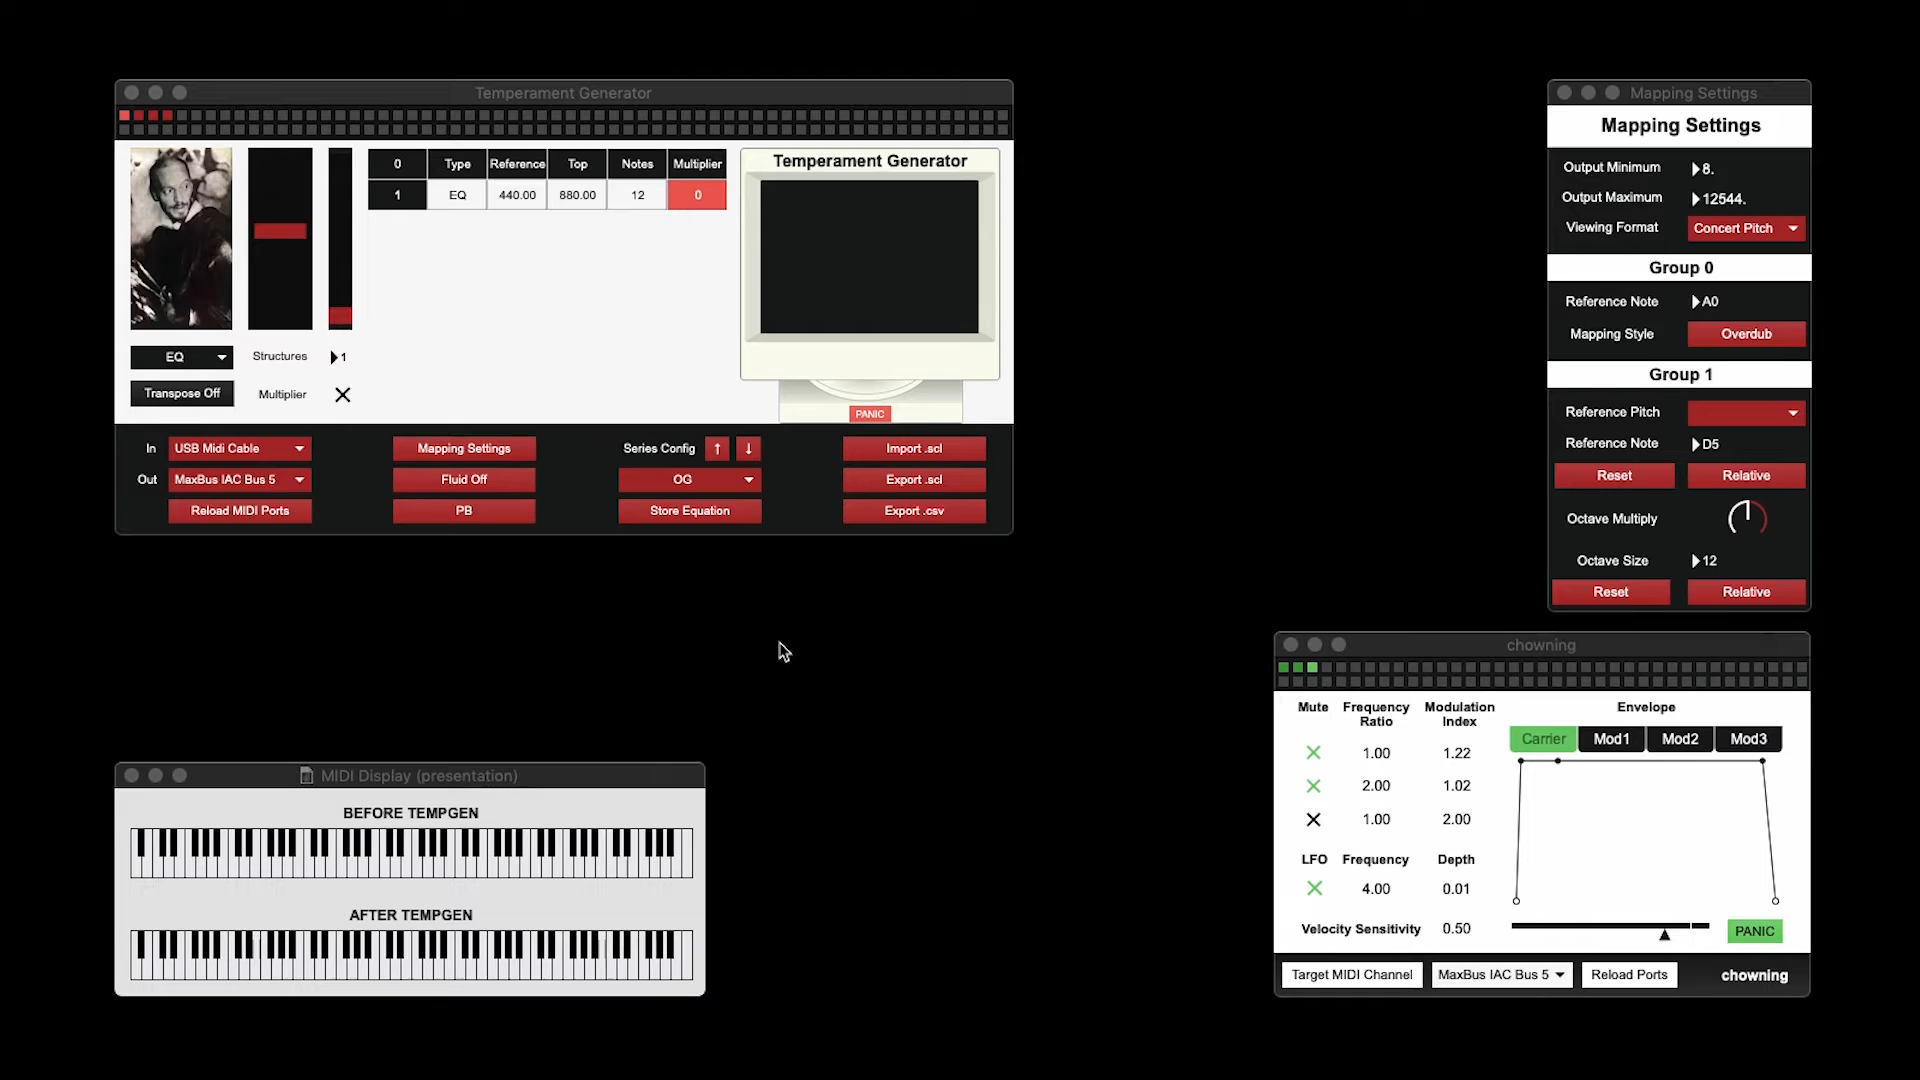 Temperament Generator
0 Type Reference Top Notes Multiplier
1 EQ 440.00 880.00 12 0
Temperament Generator
EQ
Structures 1
Transpose Off
Multiplier
PANIC
In USB Midi Cable
Mapping Settings
Series Config ↑ ↓
Import .scl
Out MaxBus IAC Bus 5
Fluid Off
OG
Export .scl
Reload MIDI Ports
PB
Store Equation
Export .csv
Mapping Settings
Mapping Settings
Output Minimum 8.
Output Maximum 12544.
Viewing Format Concert Pitch
Group 0
Reference Note A0
Mapping Style Overdub
Group 1
Reference Pitch
Reference Note D5
Reset Relative
Octave Multiply
Octave Size 12
Reset Relative
MIDI Display (presentation)
BEFORE TEMPGEN
AFTER TEMPGEN
chowning
Mute Frequency Ratio Modulation Index Envelope
Carrier Mod1 Mod2 Mod3
1.00 1.22
2.00 1.02
1.00 2.00
LFO Frequency Depth
4.00 0.01
Velocity Sensitivity 0.50
PANIC
Target MIDI Channel MaxBus IAC Bus 5 Reload Ports chowning